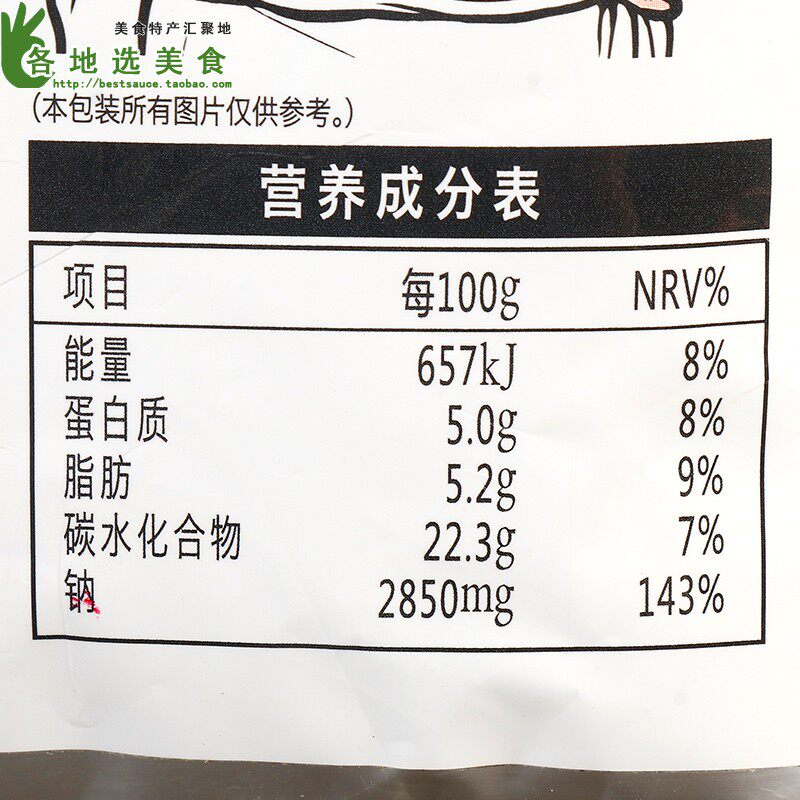 美食特产汇聚地
各地选美食
http://bestsauce.taobao.com
(本包装所有图片仅供参考。)
营养成分表
项目 每100g NRV%
能量 657kJ 8%
蛋白质 5.0g 8%
脂肪 5.2g 9%
碳水化合物 22.3g 7%
钠 2850mg 143%